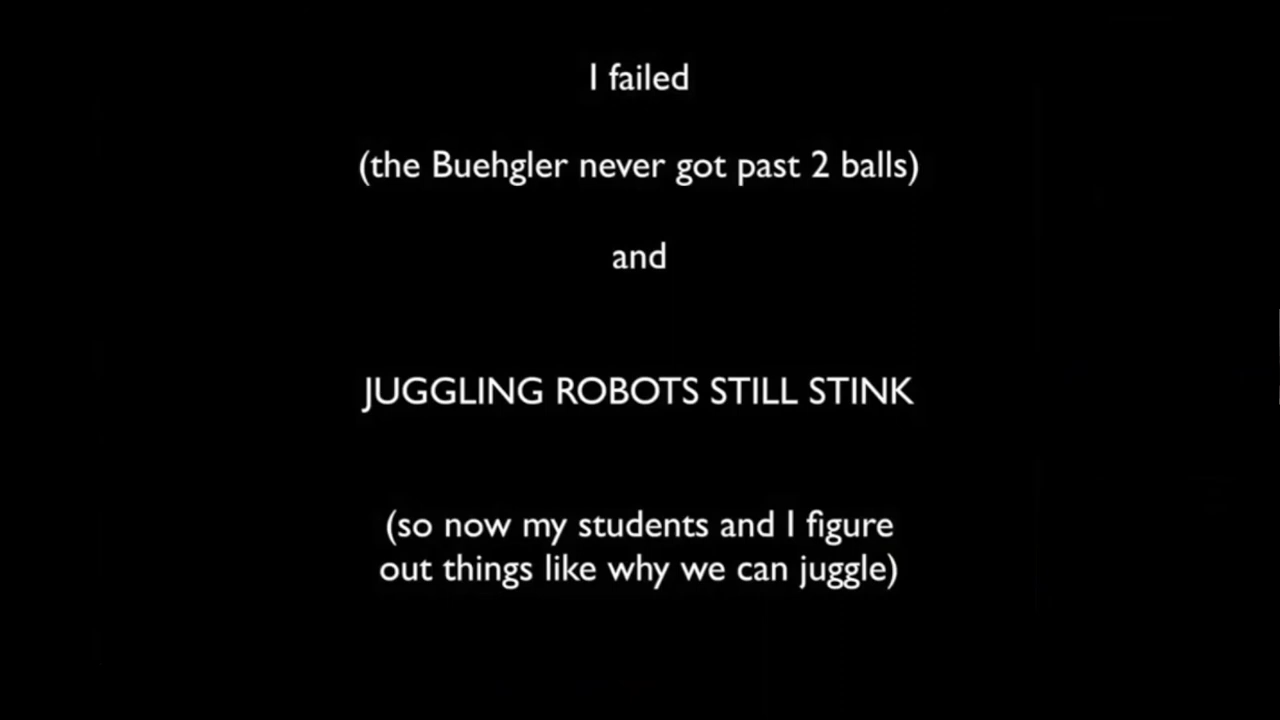 I failed
(the Buehgler never got past 2 balls)
and
JUGGLING ROBOTS STILL STINK
(so now my students and I figure
out things like why we can juggle)